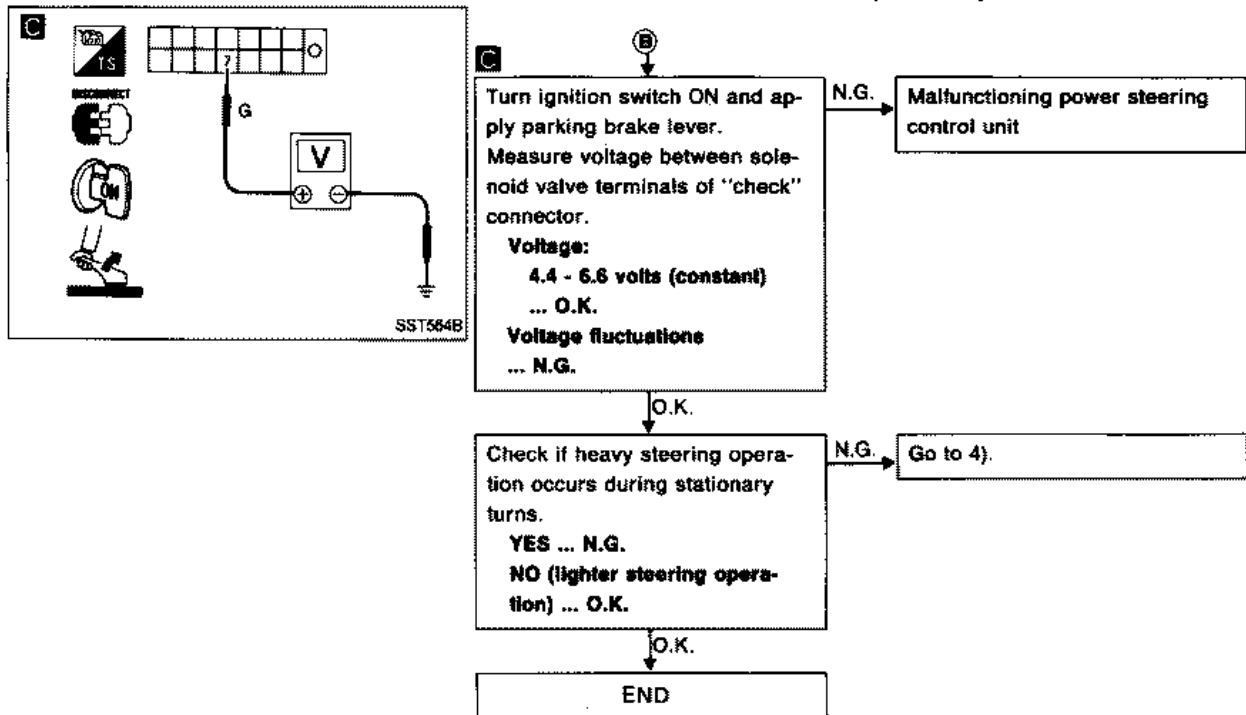 C
T.S
DISCONNECT
7
G
V
ON
SST564B
B
C
Turn ignition switch ON and ap-
ply parking brake lever.
Measure voltage between sole-
noid valve terminals of "check"
connector.
Voltage:
4.4 - 6.6 volts (constant)
... O.K.
Voltage fluctuations
... N.G.
N.G.
Malfunctioning power steering
control unit
O.K.
Check if heavy steering opera-
tion occurs during stationary
turns.
YES ... N.G.
NO (lighter steering opera-
tion) ... O.K.
N.G.
Go to 4).
O.K.
END